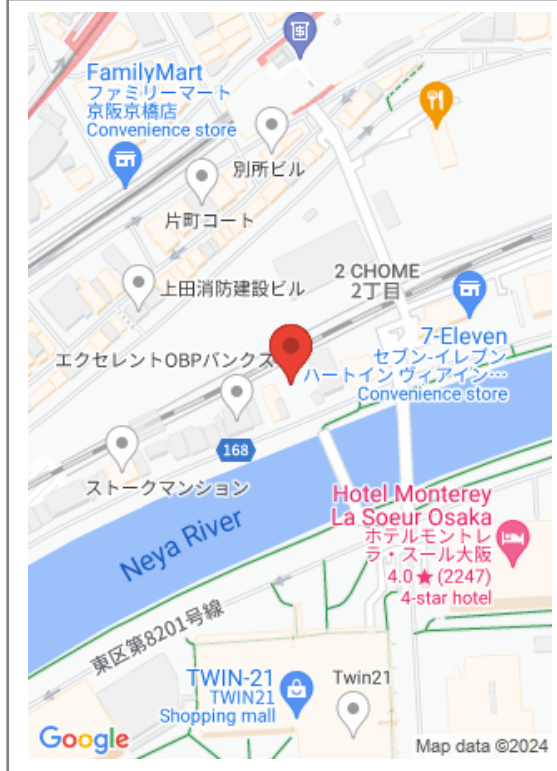 FamilyMart
ファミリーマート
京阪京橋店
Convenience store
別所ビル
片町コート
2 CHOME
2丁目
上田消防建設ビル
7-Eleven
セブン-イレブン
ハートイン ヴィアイン…
Convenience store
エクセレントOBPバンクス
168
ストークマンション
Neya River
Hotel Monterey
La Soeur Osaka
ホテルモントレ
ラ・スール大阪
4.0★(2247)
4-star hotel
東区第8201号線
TWIN-21
TWIN21
Shopping mall
Twin21
Google
Map data ©2024